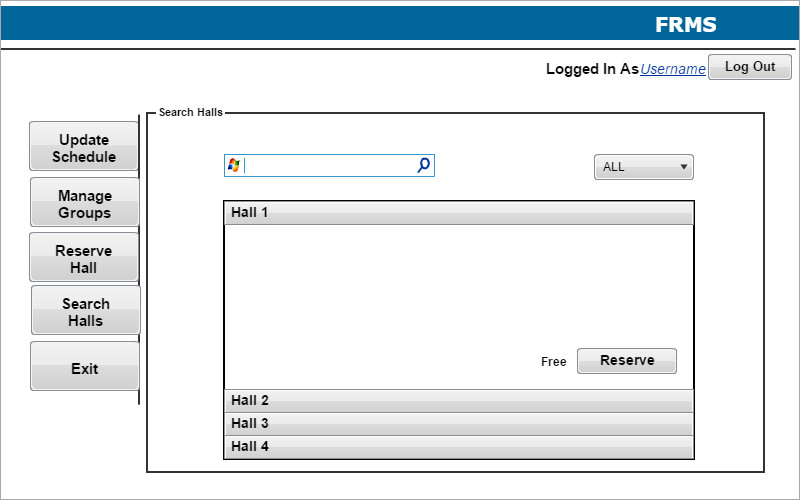 FRMS
Logged In As Username
Log Out
Search Halls
Update
Schedule
Manage
Groups
Reserve
Hall
Search
Halls
Exit
ALL
Hall 1
Free
Reserve
Hall 2
Hall 3
Hall 4